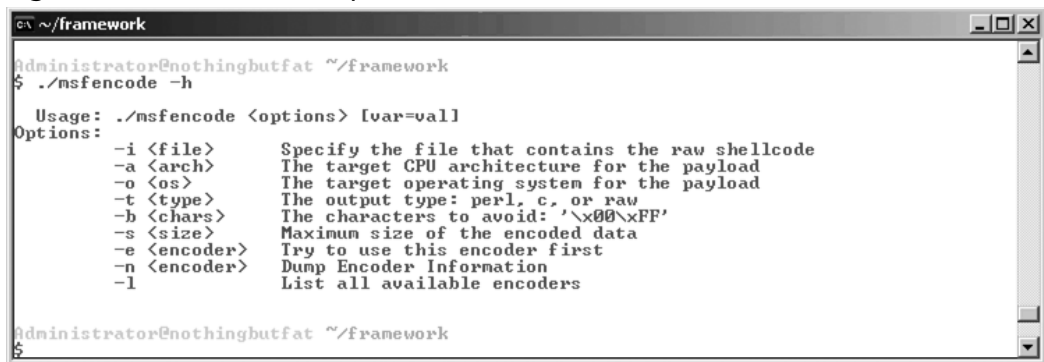 ~/framework
Administrator@nothingbutfat ~/framework
$ ./msfencode -h
Usage: ./msfencode <options> [var=val]
Options:
-i <file> Specify the file that contains the raw shellcode
-a <arch> The target CPU architecture for the payload
-o <os> The target operating system for the payload
-t <type> The output type: perl, c, or raw
-b <chars> The characters to avoid: '\x00\xFF'
-s <size> Maximum size of the encoded data
-e <encoder> Try to use this encoder first
-n <encoder> Dump Encoder Information
-l List all available encoders
Administrator@nothingbutfat ~/framework
$